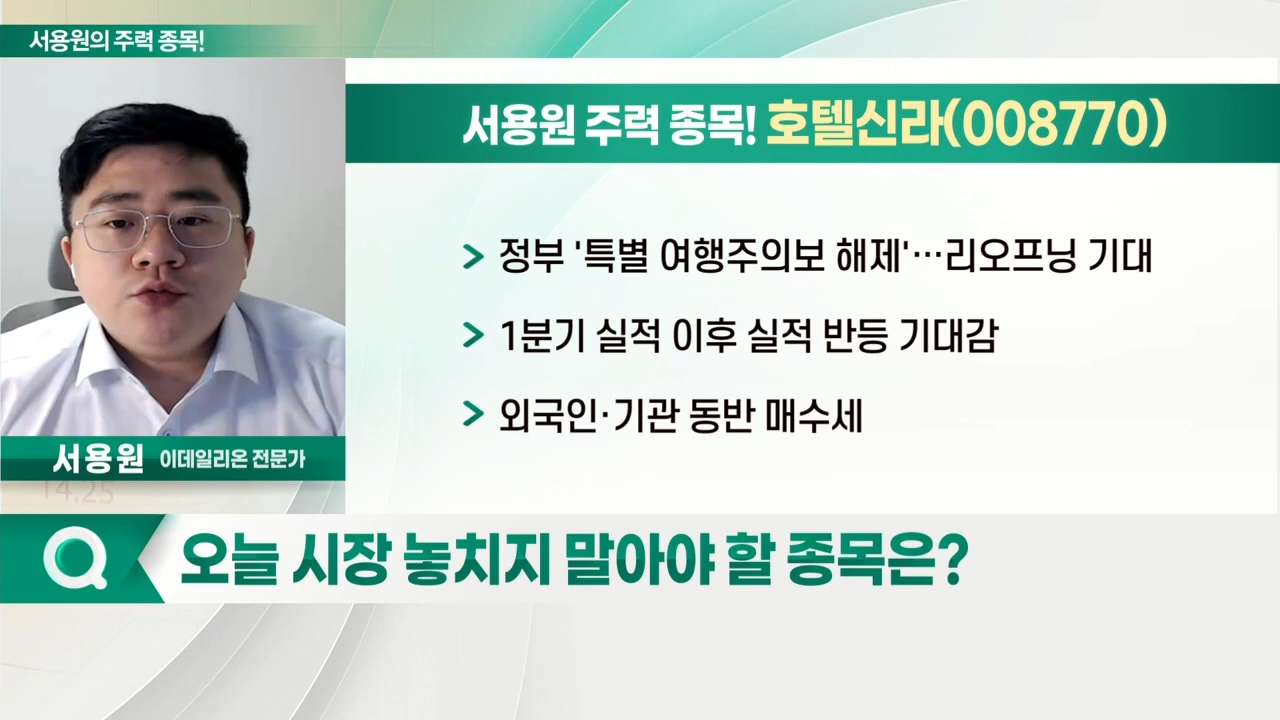 서용원의 주력 종목!
서용원 주력 종목! 호텔신라(008770)
정부 '특별 여행주의보 해제'…리오프닝 기대
1분기 실적 이후 실적 반등 기대감
외국인·기관 동반 매수세
서용원 이데일리온 전문가
14.25
오늘 시장 놓치지 말아야 할 종목은?